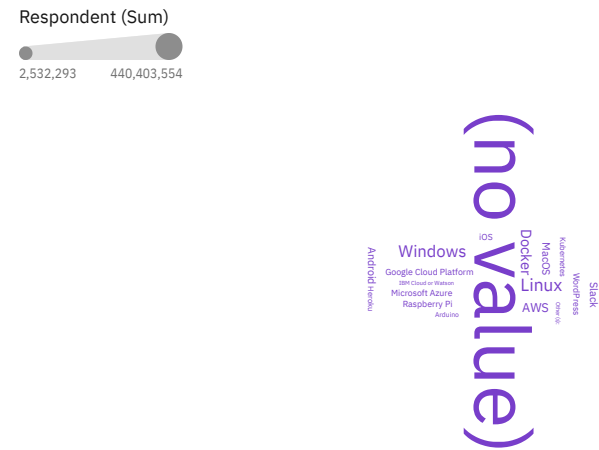 Respondent (Sum)
2,532,293 440,403,554
(no value)
iOS
Windows
Docker
MacOS
Kubernetes
Android
Google Cloud Platform
IBM Cloud or Watson
Linux
WordPress
Slack
Heroku
Microsoft Azure
Raspberry Pi
AWS
Other(s):
Arduino